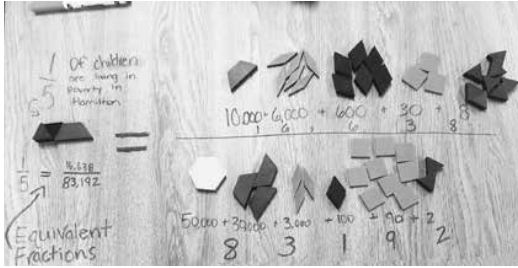 1
5
Of children
are living in
poverty in
Hamilton
=
1/5 = 16,638/83,192
Equivalent
Fractions
10,000+6,000 + 600 + 30 + 8
1 6, 6 3 8
50,000 + 30,000 + 3,000 + 100 + 90 + 2
8 3 1 9 2